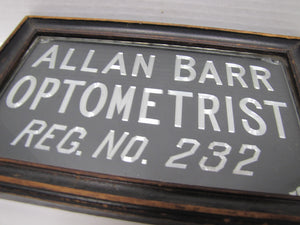 ALLAN BARR
OPTOMETRIST
REG. NO. 232